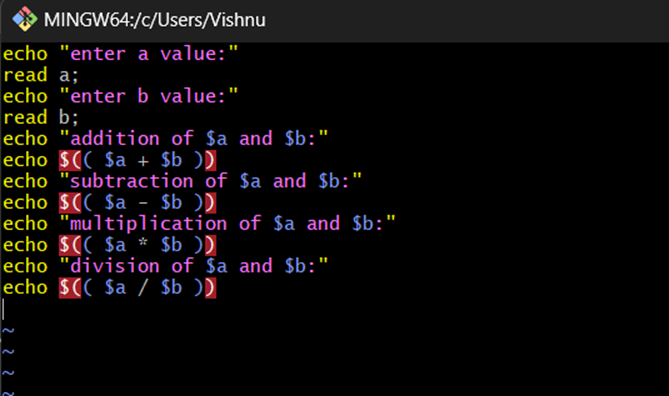 MINGW64:/c/Users/Vishnu
echo "enter a value:"
read a;
echo "enter b value:"
read b;
echo "addition of $a and $b:"
echo $(( $a + $b ))
echo "subtraction of $a and $b:"
echo $(( $a - $b ))
echo "multiplication of $a and $b:"
echo $(( $a * $b ))
echo "division of $a and $b:"
echo $(( $a / $b ))
~
~
~
~